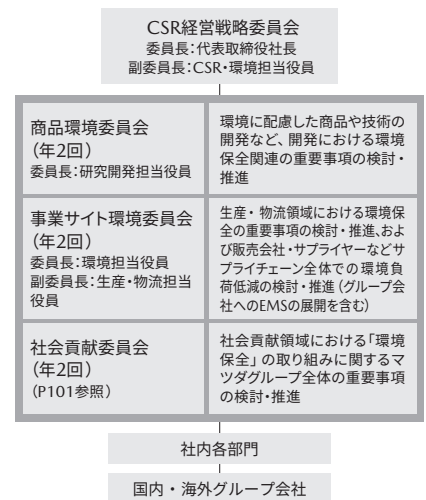 CSR経営戦略委員会
委員長：代表取締役社長
副委員長：CSR・環境担当役員
商品環境委員会
（年2回）
委員長：研究開発担当役員
環境に配慮した商品や技術の
開発など、開発における環境
保全関連の重要事項の検討・
推進
事業サイト環境委員会
（年2回）
委員長：環境担当役員
副委員長：生産・物流担当
役員
生産・物流領域における環境保
全の重要事項の検討・推進、およ
び販売会社・サプライヤーなどサ
プライチェーン全体での環境負
荷低減の検討・推進（グループ会
社へのEMSの展開を含む）
社会貢献委員会
（年2回）
（P101参照）
社会貢献領域における「環境
保全」の取り組みに関するマ
ツダグループ全体の重要事項
の検討・推進
社内各部門
国内・海外グループ会社